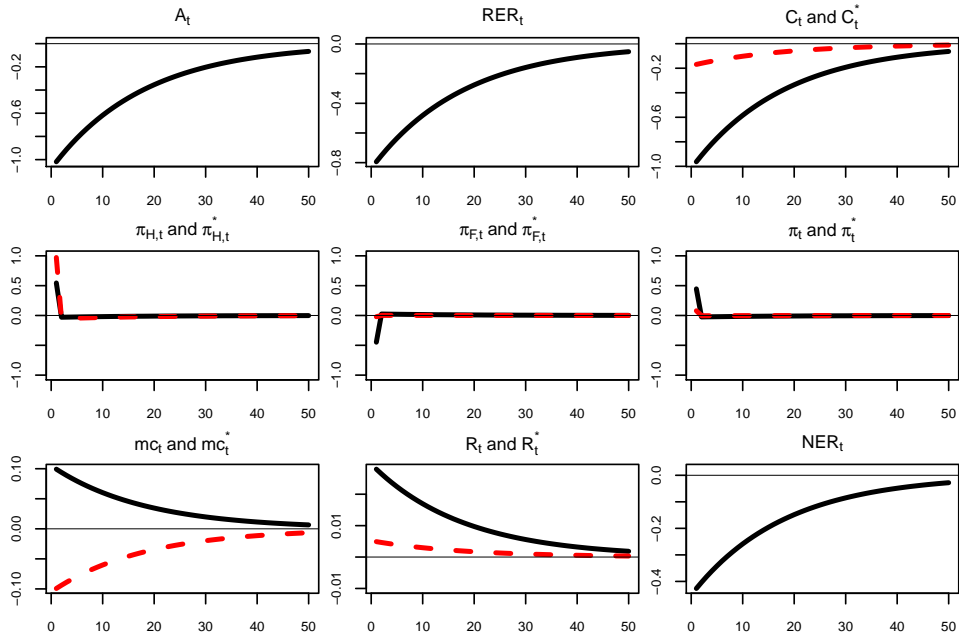 A_t
RER_t
C_t and C_t^*
-0.2
-0.6
-1.0
0 10 20 30 40 50
0.0
-0.4
-0.8
0 10 20 30 40 50
-0.2
-0.6
-1.0
0 10 20 30 40 50
π_{H,t} and π_{H,t}^*
π_{F,t} and π_{F,t}^*
π_t and π_t^*
1.0
0.5
0.0
-1.0
0 10 20 30 40 50
1.0
0.5
0.0
-1.0
0 10 20 30 40 50
1.0
0.5
0.0
-1.0
0 10 20 30 40 50
mc_t and mc_t^*
R_t and R_t^*
NER_t
0.10
0.00
-0.10
0 10 20 30 40 50
0.01
-0.01
0 10 20 30 40 50
0.0
-0.2
-0.4
0 10 20 30 40 50